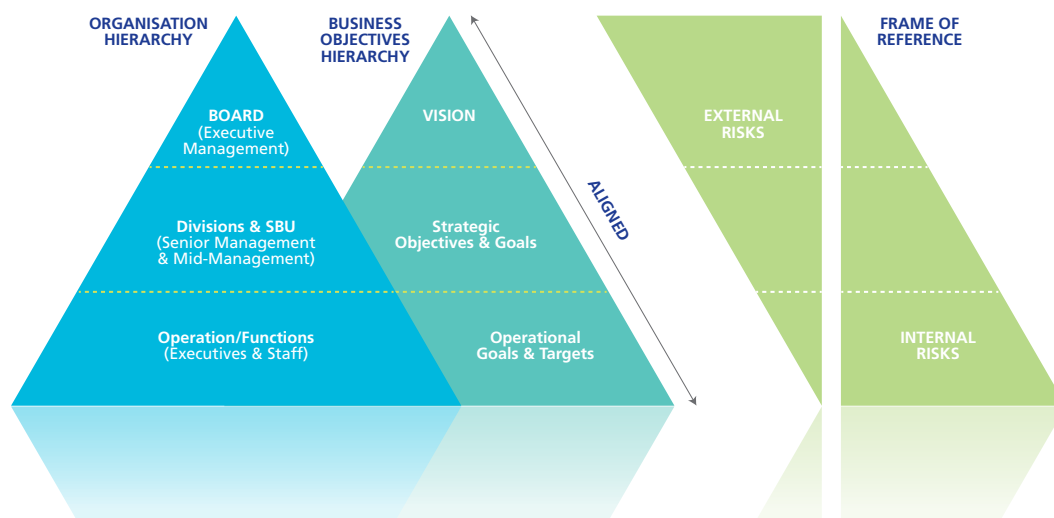 ORGANISATION
HIERARCHY
BUSINESS
OBJECTIVES
HIERARCHY
FRAME OF
REFERENCE
BOARD
(Executive
Management)
VISION
EXTERNAL
RISKS
ALIGNED
Divisions & SBU
(Senior Management
& Mid-Management)
Strategic
Objectives & Goals
Operation/Functions
(Executives & Staff)
Operational
Goals & Targets
INTERNAL
RISKS